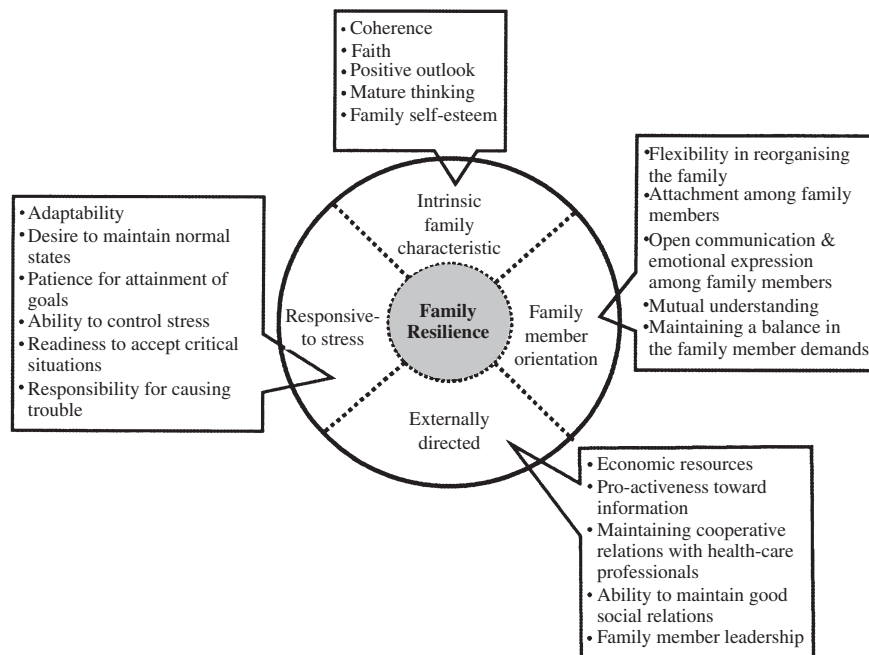 • Coherence
• Faith
• Positive outlook
• Mature thinking
• Family self-esteem
•Flexibility in reorganising
the family
•Attachment among family
members
•Open communication &
emotional expression
among family members
•Mutual understanding
•Maintaining a balance in
the family member demands
• Adaptability
• Desire to maintain normal
states
• Patience for attainment of
goals
• Ability to control stress
• Readiness to accept critical
situations
• Responsibility for causing
trouble
Intrinsic
family
characteristic
Responsive-
to stress
Family
Resilience
Family
member
orientation
Externally
directed
• Economic resources
• Pro-activeness toward
information
• Maintaining cooperative
relations with health-care
professionals
• Ability to maintain good
social relations
• Family member leadership